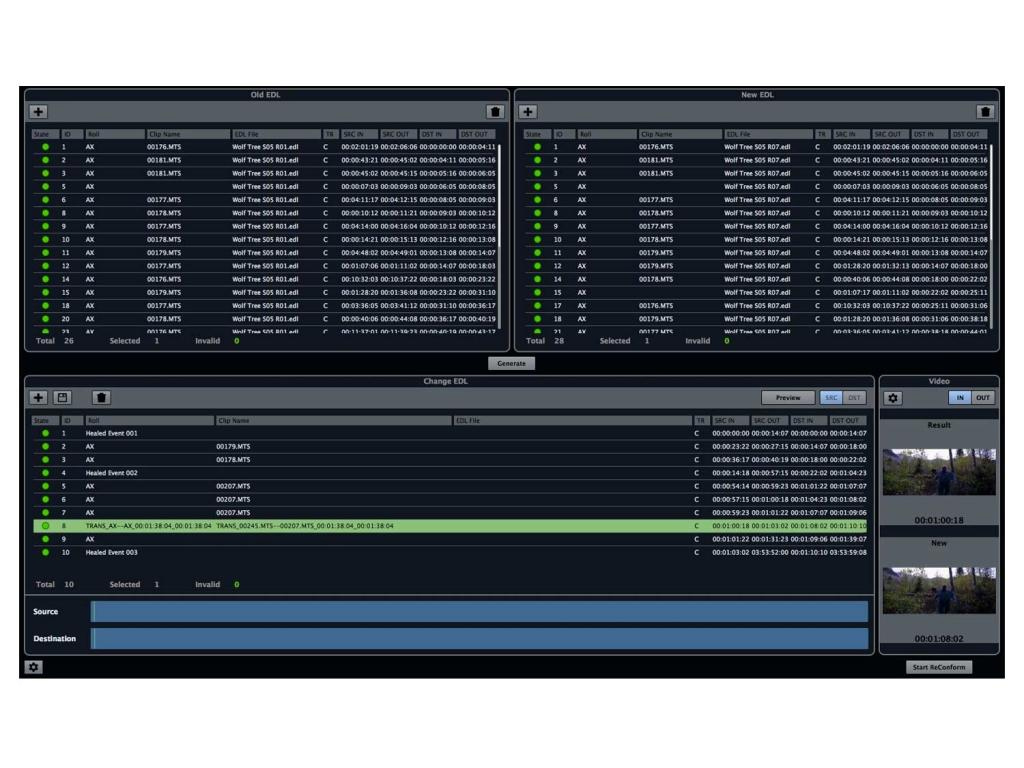 Old EDL
State ID Roll Clip Name EDL File TR SRC IN SRC OUT DST IN DST OUT
1 AX 00176.MTS Wolf Tree S05 R01.edl C 00:02:01:19 00:02:06:06 00:00:00:00 00:00:04:11
2 AX 00181.MTS Wolf Tree S05 R01.edl C 00:00:43:21 00:00:45:02 00:00:04:11 00:00:05:16
3 AX 00181.MTS Wolf Tree S05 R01.edl C 00:00:45:02 00:00:45:15 00:00:05:16 00:00:06:05
5 AX Wolf Tree S05 R01.edl C 00:00:07:03 00:00:09:03 00:00:06:05 00:00:08:05
6 AX 00177.MTS Wolf Tree S05 R01.edl C 00:04:11:17 00:04:12:15 00:00:08:05 00:00:09:03
8 AX 00178.MTS Wolf Tree S05 R01.edl C 00:00:10:12 00:00:11:21 00:00:09:03 00:00:10:12
9 AX 00177.MTS Wolf Tree S05 R01.edl C 00:04:14:00 00:04:16:04 00:00:10:12 00:00:12:16
10 AX 00178.MTS Wolf Tree S05 R01.edl C 00:00:14:21 00:00:15:13 00:00:12:16 00:00:13:08
11 AX 00179.MTS Wolf Tree S05 R01.edl C 00:04:48:02 00:04:49:01 00:00:13:08 00:00:14:07
12 AX 00177.MTS Wolf Tree S05 R01.edl C 00:01:07:06 00:01:11:02 00:00:14:07 00:00:18:03
14 AX 00176.MTS Wolf Tree S05 R01.edl C 00:10:32:03 00:10:37:22 00:00:18:03 00:00:23:22
15 AX 00179.MTS Wolf Tree S05 R01.edl C 00:01:28:20 00:01:36:08 00:00:23:22 00:00:31:10
18 AX 00177.MTS Wolf Tree S05 R01.edl C 00:03:36:05 00:03:41:12 00:00:31:10 00:00:36:17
20 AX 00178.MTS Wolf Tree S05 R01.edl C 00:00:40:06 00:00:44:08 00:00:36:17 00:00:40:19
23 AX 00176 MTS Wolf Tree S05 R01.edl C 00:11:37:01 00:11:39:23 00:00:40:19 00:00:43:17
Total 26 Selected 1 Invalid 0
New EDL
State ID Roll Clip Name EDL File TR SRC IN SRC OUT DST IN DST OUT
1 AX 00176.MTS Wolf Tree S05 R07.edl C 00:02:01:19 00:02:06:06 00:00:00:00 00:00:04:11
2 AX 00181.MTS Wolf Tree S05 R07.edl C 00:00:43:21 00:00:45:02 00:00:04:11 00:00:05:16
3 AX 00181.MTS Wolf Tree S05 R07.edl C 00:00:45:02 00:00:45:15 00:00:05:16 00:00:06:05
5 AX Wolf Tree S05 R07.edl C 00:00:07:03 00:00:09:03 00:00:06:05 00:00:08:05
6 AX 00177.MTS Wolf Tree S05 R07.edl C 00:04:11:17 00:04:12:15 00:00:08:05 00:00:09:03
8 AX 00178.MTS Wolf Tree S05 R07.edl C 00:00:10:12 00:00:11:21 00:00:09:03 00:00:10:12
9 AX 00177.MTS Wolf Tree S05 R07.edl C 00:04:14:00 00:04:16:04 00:00:10:12 00:00:12:16
10 AX 00178.MTS Wolf Tree S05 R07.edl C 00:00:14:21 00:00:15:13 00:00:12:16 00:00:13:08
11 AX 00179.MTS Wolf Tree S05 R07.edl C 00:04:48:02 00:04:49:01 00:00:13:08 00:00:14:07
12 AX 00179.MTS Wolf Tree S05 R07.edl C 00:01:28:20 00:01:32:13 00:00:14:07 00:00:18:00
14 AX 00178.MTS Wolf Tree S05 R07.edl C 00:00:40:06 00:00:44:08 00:00:18:00 00:00:22:02
15 AX Wolf Tree S05 R07.edl C 00:01:07:17 00:01:11:02 00:00:22:02 00:00:25:11
17 AX 00176.MTS Wolf Tree S05 R07.edl C 00:10:32:03 00:10:37:22 00:00:25:11 00:00:31:06
18 AX 00179.MTS Wolf Tree S05 R07.edl C 00:01:28:20 00:01:36:08 00:00:31:06 00:00:38:18
21 AX 00177 MTS Wolf Tree S05 R07.edl C 00:03:36:05 00:03:41:12 00:00:38:18 00:00:44:01
Total 28 Selected 1 Invalid 0
Generate
Change EDL
Preview SRC DST
State ID Roll Clip Name EDL File TR SRC IN SRC OUT DST IN DST OUT
1 Healed Event 001 C 00:00:00:00 00:00:14:07 00:00:00:00 00:00:14:07
2 AX 00179.MTS C 00:00:23:22 00:00:27:15 00:00:14:07 00:00:18:00
3 AX 00178.MTS C 00:00:36:17 00:00:40:19 00:00:18:00 00:00:22:02
4 Healed Event 002 C 00:00:14:18 00:00:57:15 00:00:22:02 00:01:04:23
5 AX 00207.MTS C 00:00:54:14 00:00:59:23 00:01:01:22 00:01:07:07
6 AX 00207.MTS C 00:00:57:15 00:01:00:18 00:01:04:23 00:01:08:02
7 AX 00207.MTS C 00:00:59:23 00:01:01:22 00:01:07:07 00:01:09:06
8 TRANS_AX--AX_00:01:38:04_00:01:38:04 TRANS_00245.MTS--00207.MTS_00:01:38:04_00:01:38:04 C 00:01:00:18 00:01:03:02 00:01:08:02 00:01:10:10
9 AX C 00:01:01:22 00:01:31:23 00:01:09:06 00:01:39:07
10 Healed Event 003 C 00:01:03:02 03:53:52:00 00:01:10:10 03:53:59:08
Total 10 Selected 1 Invalid 0
Source
Destination
Video
IN OUT
Result
00:01:00:18
New
00:01:08:02
Start ReConform